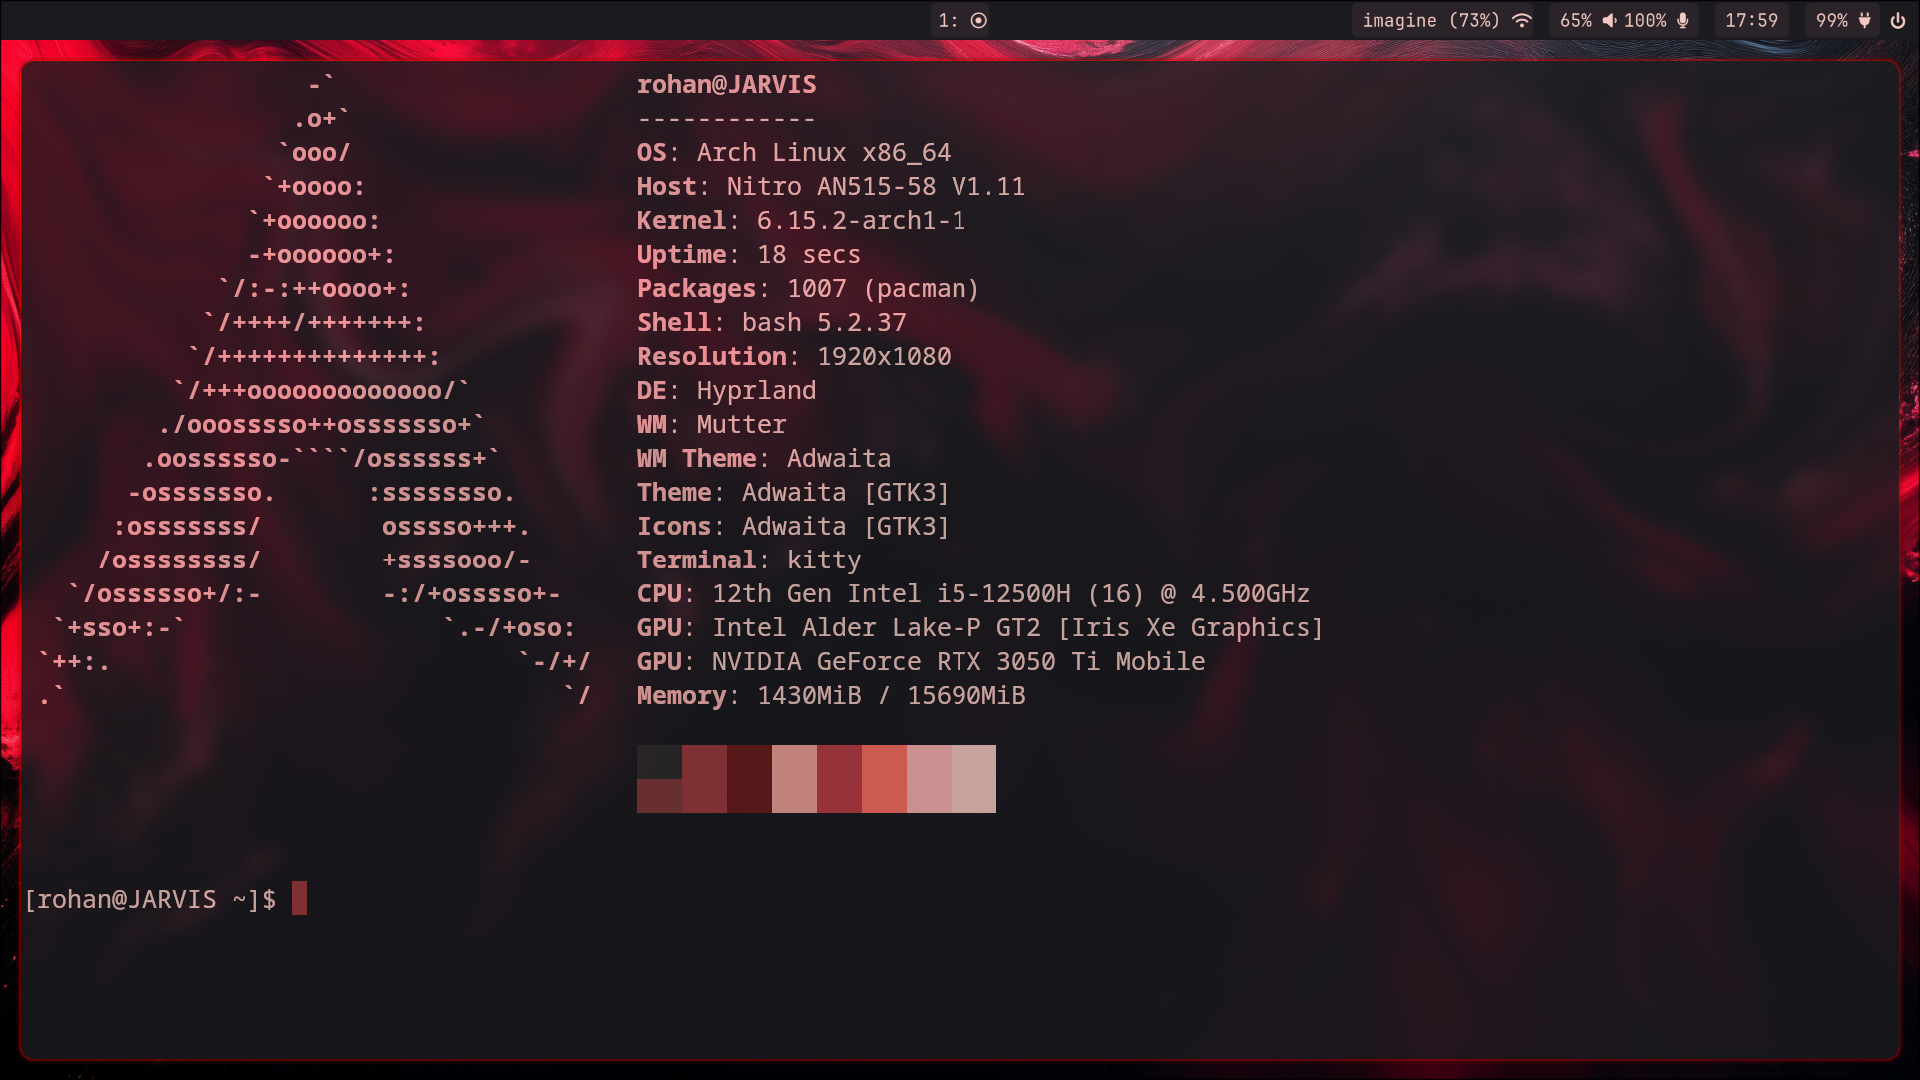 1:
imagine (73%) 65% 100% 17:59 99%
rohan@JARVIS
------------
OS: Arch Linux x86_64
Host: Nitro AN515-58 V1.11
Kernel: 6.15.2-arch1-1
Uptime: 18 secs
Packages: 1007 (pacman)
Shell: bash 5.2.37
Resolution: 1920x1080
DE: Hyprland
WM: Mutter
WM Theme: Adwaita
Theme: Adwaita [GTK3]
Icons: Adwaita [GTK3]
Terminal: kitty
CPU: 12th Gen Intel i5-12500H (16) @ 4.500GHz
GPU: Intel Alder Lake-P GT2 [Iris Xe Graphics]
GPU: NVIDIA GeForce RTX 3050 Ti Mobile
Memory: 1430MiB / 15690MiB
[rohan@JARVIS ~]$